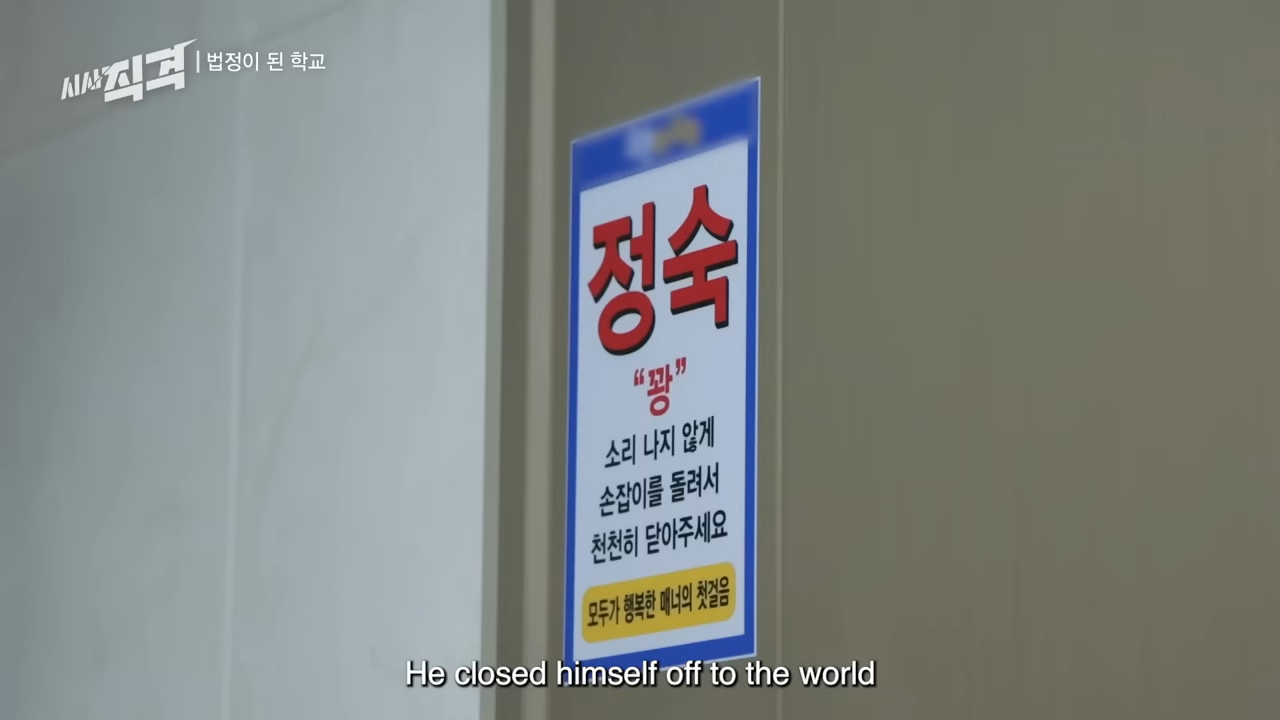 시사 직격 | 법정이 된 학교
정숙
“꽝”
소리 나지 않게
손잡이를 돌려서
천천히 닫아주세요
모두가 행복한 매너의 첫걸음
He closed himself off to the world